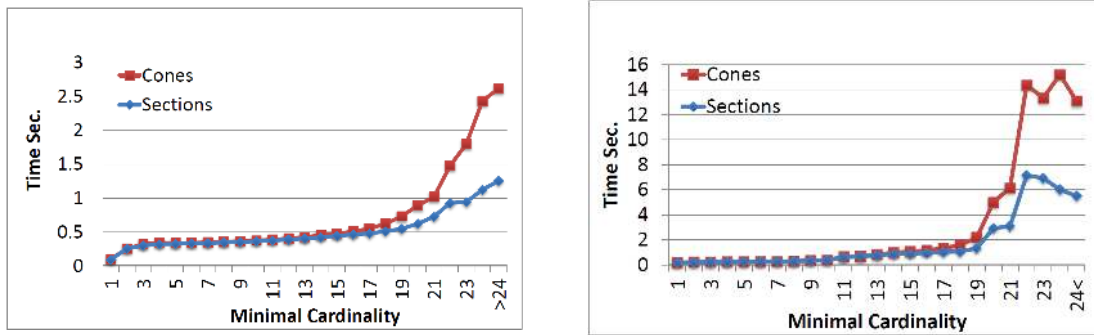 3
2.5
2
1.5
1
0.5
0
Time Sec.
Cones
Sections
1 3 5 7 9 11 13 15 17 19 21 23 >24
Minimal Cardinality
16
14
12
10
8
6
4
2
0
Time Sec.
Cones
Sections
1 3 5 7 9 11 13 15 17 19 21 23 24<
Minimal Cardinality